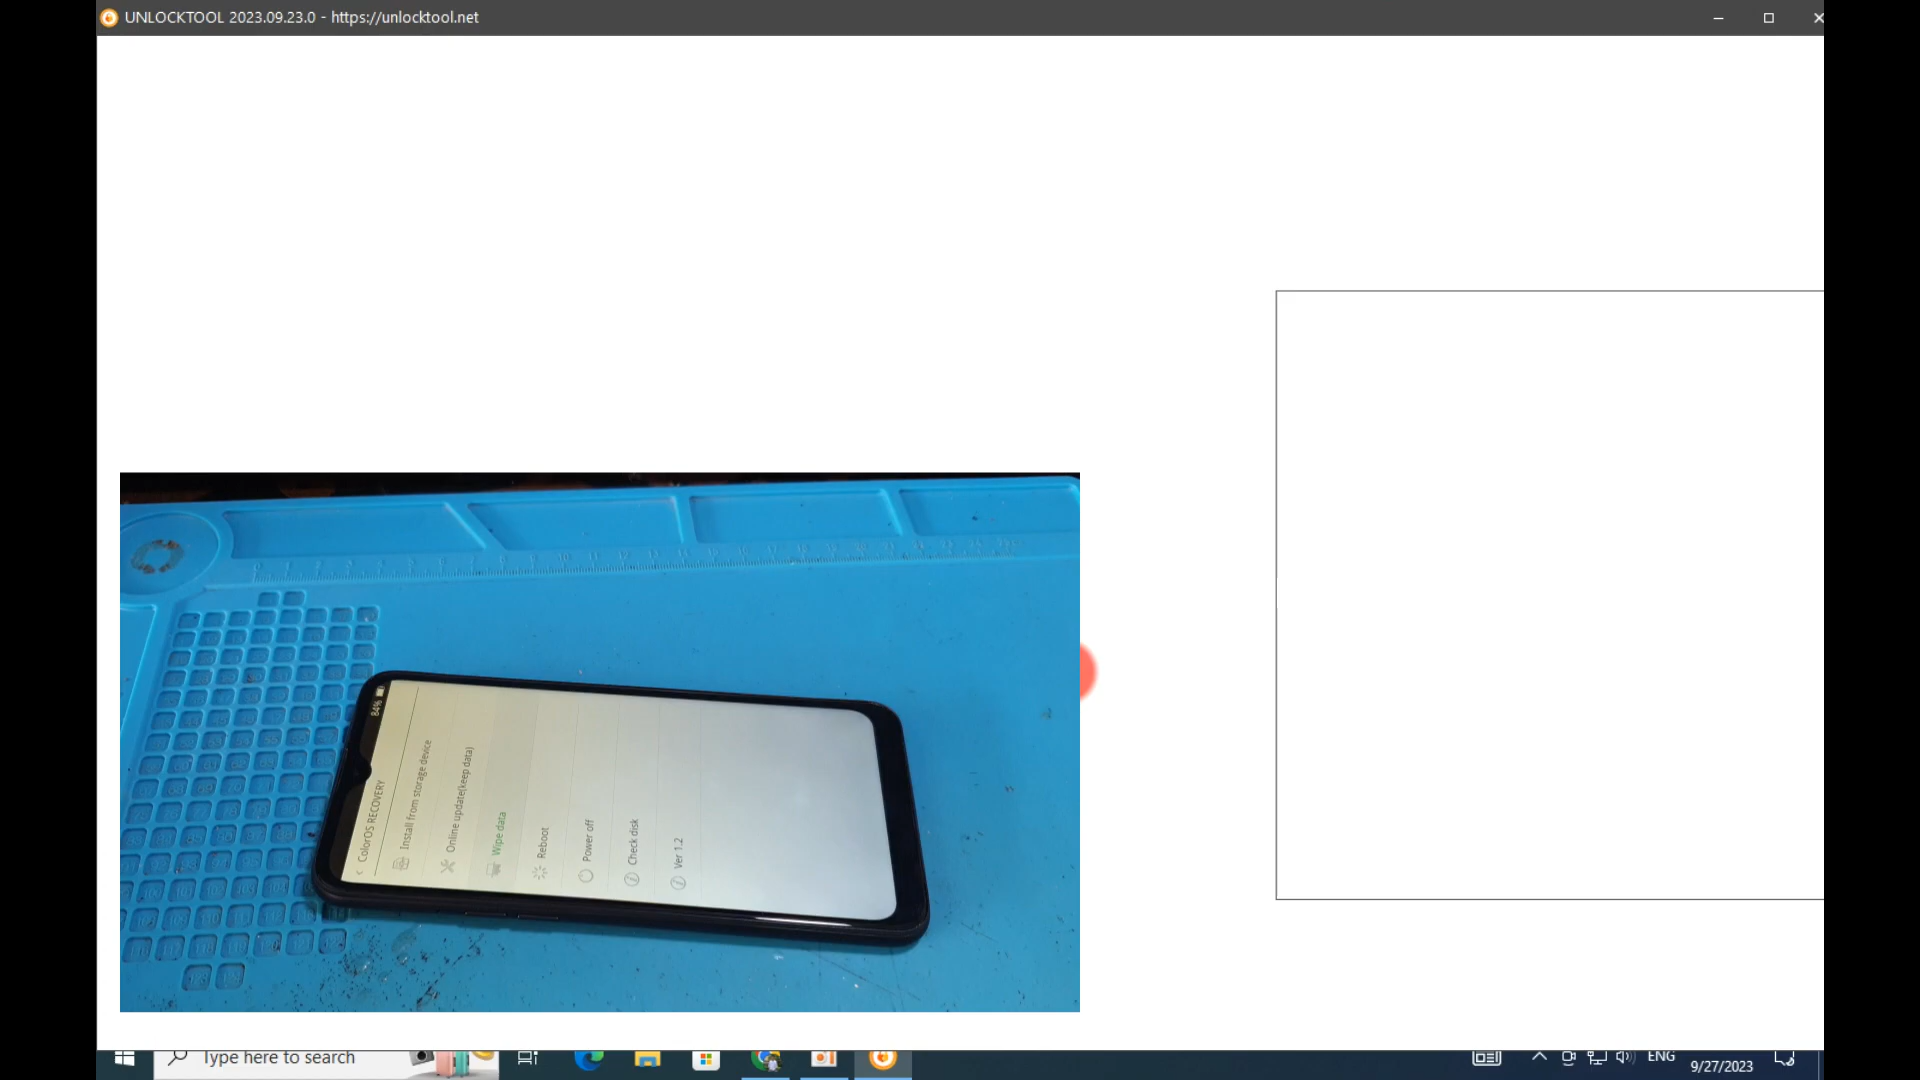 UNLOCKTOOL 2023.09.23.0 - https://unlocktool.net
84%
ColorOS RECOVERY
Install from storage device
Online update(keep data)
Wipe data
Reboot
Power off
Check disk
Ver 1.2
Type here to search
ENG
9/27/2023